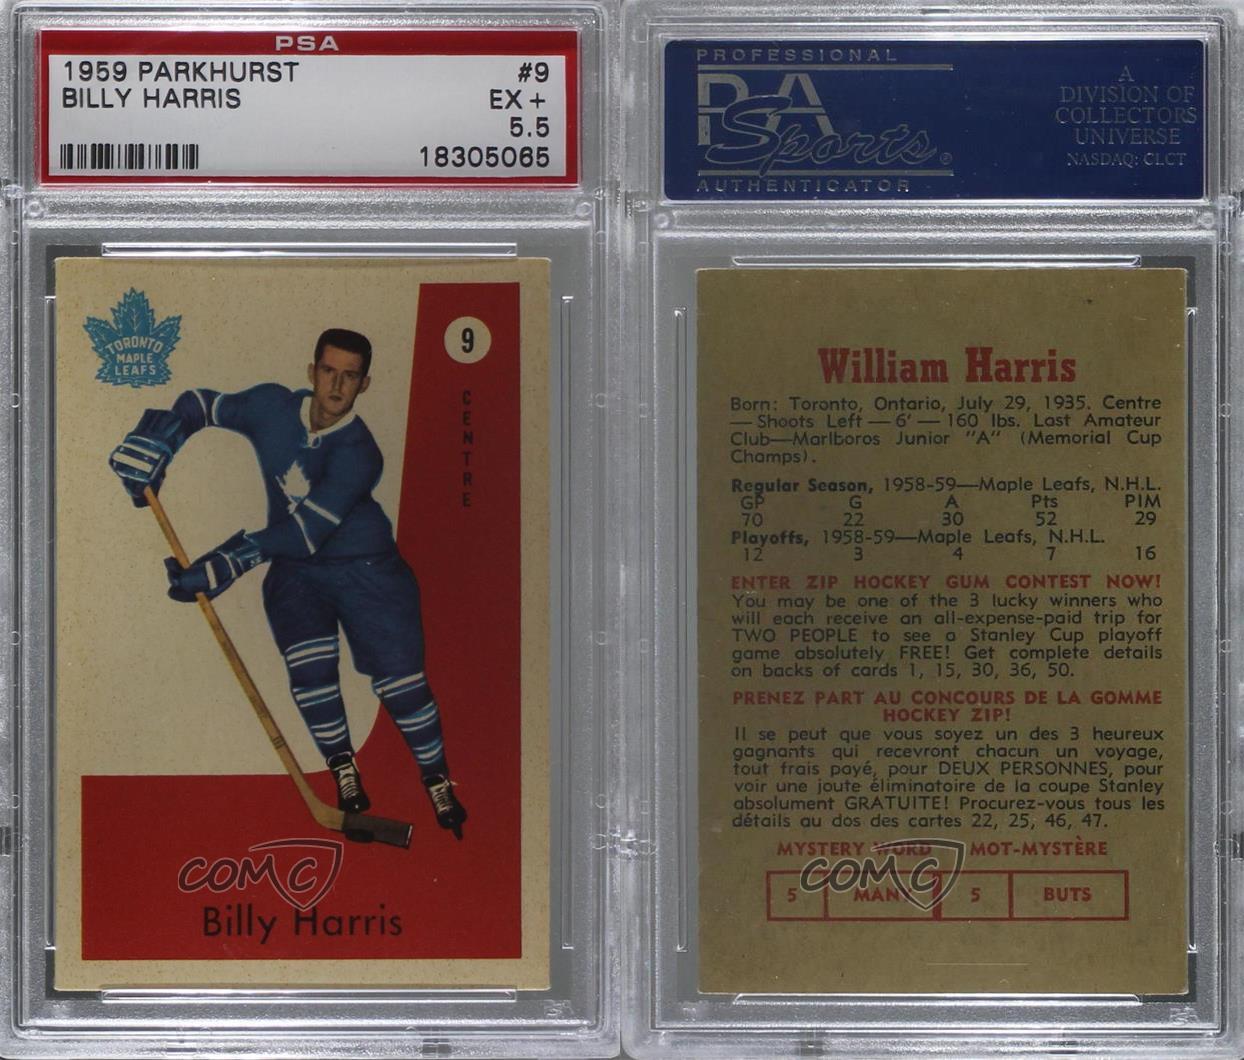 PSA
1959 PARKHURST #9
BILLY HARRIS EX +
5.5
18305065
TORONTO
MAPLE
LEAFS
9
CENTRE
COMC
Billy Harris
PROFESSIONAL
PSA
Sports
AUTHENTICATOR
A
DIVISION OF
COLLECTORS
UNIVERSE
NASDAQ: CLCT
William Harris
Born: Toronto, Ontario, July 29, 1935. Centre
— Shoots Left — 6' — 160 lbs. Last Amateur
Club—Marlboros Junior "A" (Memorial Cup
Champs).
Regular Season, 1958-59—Maple Leafs, N.H.L.
GP G A Pts PIM
70 22 30 52 29
Playoffs, 1958-59—Maple Leafs, N.H.L.
12 3 4 7 16
ENTER ZIP HOCKEY GUM CONTEST NOW!
You may be one of the 3 lucky winners who
will each receive an all-expense-paid trip for
TWO PEOPLE to see a Stanley Cup playoff
game absolutely FREE! Get complete details
on backs of cards 1, 15, 30, 36, 50.
PRENEZ PART AU CONCOURS DE LA GOMME
HOCKEY ZIP!
Il se peut que vous soyez un des 3 heureux
gagnants qui recevront chacun un voyage,
tout frais payé, pour DEUX PERSONNES, pour
voir une joute éliminatoire de la coupe Stanley
absolument GRATUITE! Procurez-vous tous les
détails au dos des cartes 22, 25, 46, 47.
MYSTERY WORD MOT-MYSTÈRE
COMC
5 MANY 5 BUTS